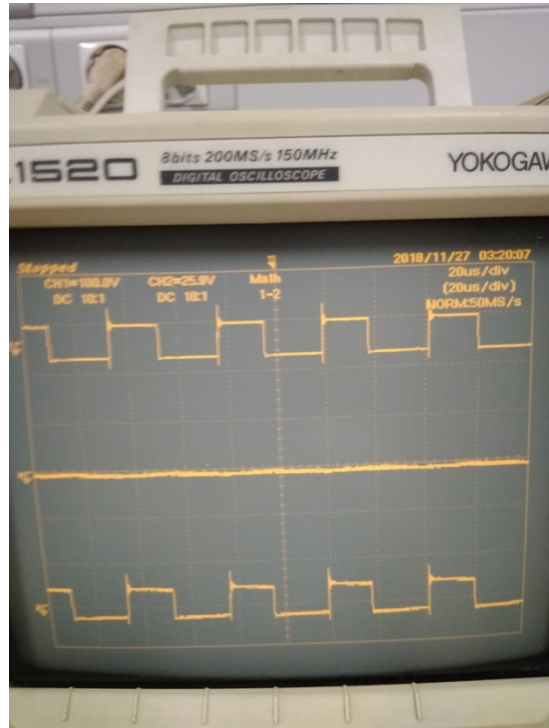 1520 8bits 200MS/s 150MHz YOKOGAW
DIGITAL OSCILLOSCOPE
Stopped 2018/11/27 03:20:07
CH1=100.0V CH2=25.0V Math 20us/div
DC 10:1 DC 10:1 1-2 (20us/div)
NORM:50MS/s